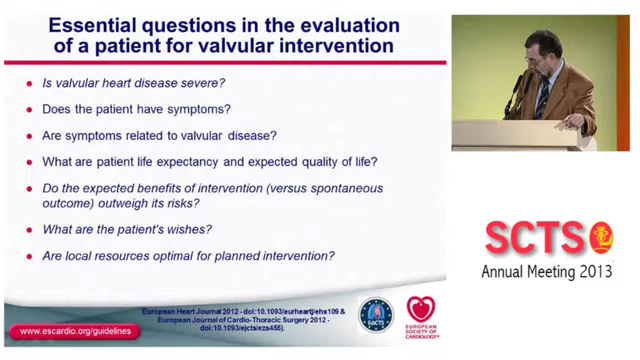 Essential questions in the evaluation
of a patient for valvular intervention
Is valvular heart disease severe?
Does the patient have symptoms?
Are symptoms related to valvular disease?
What are patient life expectancy and expected quality of life?
Do the expected benefits of intervention (versus spontaneous
outcome) outweigh its risks?
What are the patient's wishes?
Are local resources optimal for planned intervention?
www.escardio.org/guidelines
European Heart Journal 2012 - doi:10.1093/eurheartj/ehs109 &
European Journal of Cardio-Thoracic Surgery 2012 -
doi:10.1093/ejcts/ezs455).
EACTS
EUROPEAN
SOCIETY OF
CARDIOLOGY
SCTS
Annual Meeting 2013